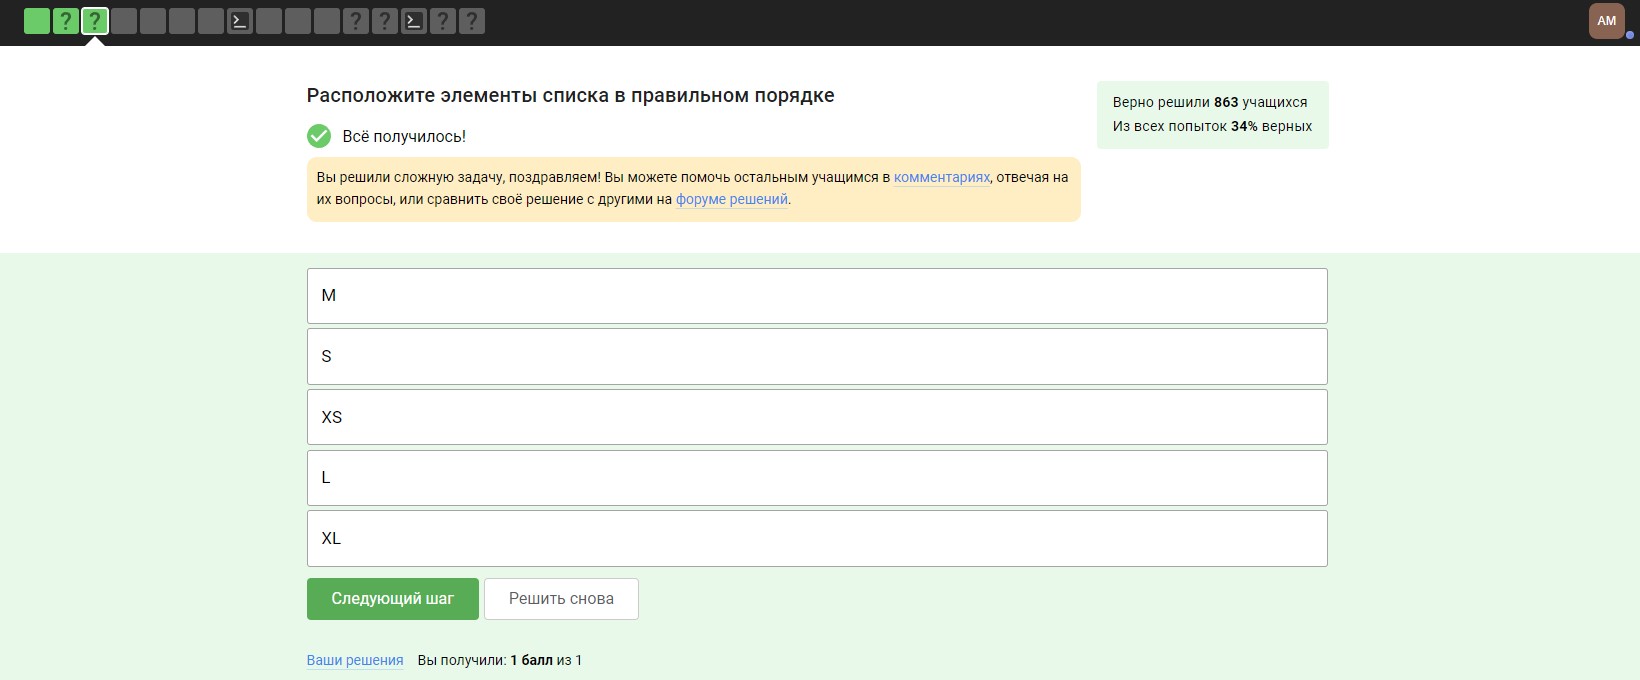 ? ? >_ ? ? >_ ? ? AM
Расположите элементы списка в правильном порядке
Верно решили 863 учащихся
Из всех попыток 34% верных
Всё получилось!
Вы решили сложную задачу, поздравляем! Вы можете помочь остальным учащимся в комментариях, отвечая на
их вопросы, или сравнить своё решение с другими на форуме решений.
M
S
XS
L
XL
Следующий шаг Решить снова
Ваши решения Вы получили: 1 балл из 1